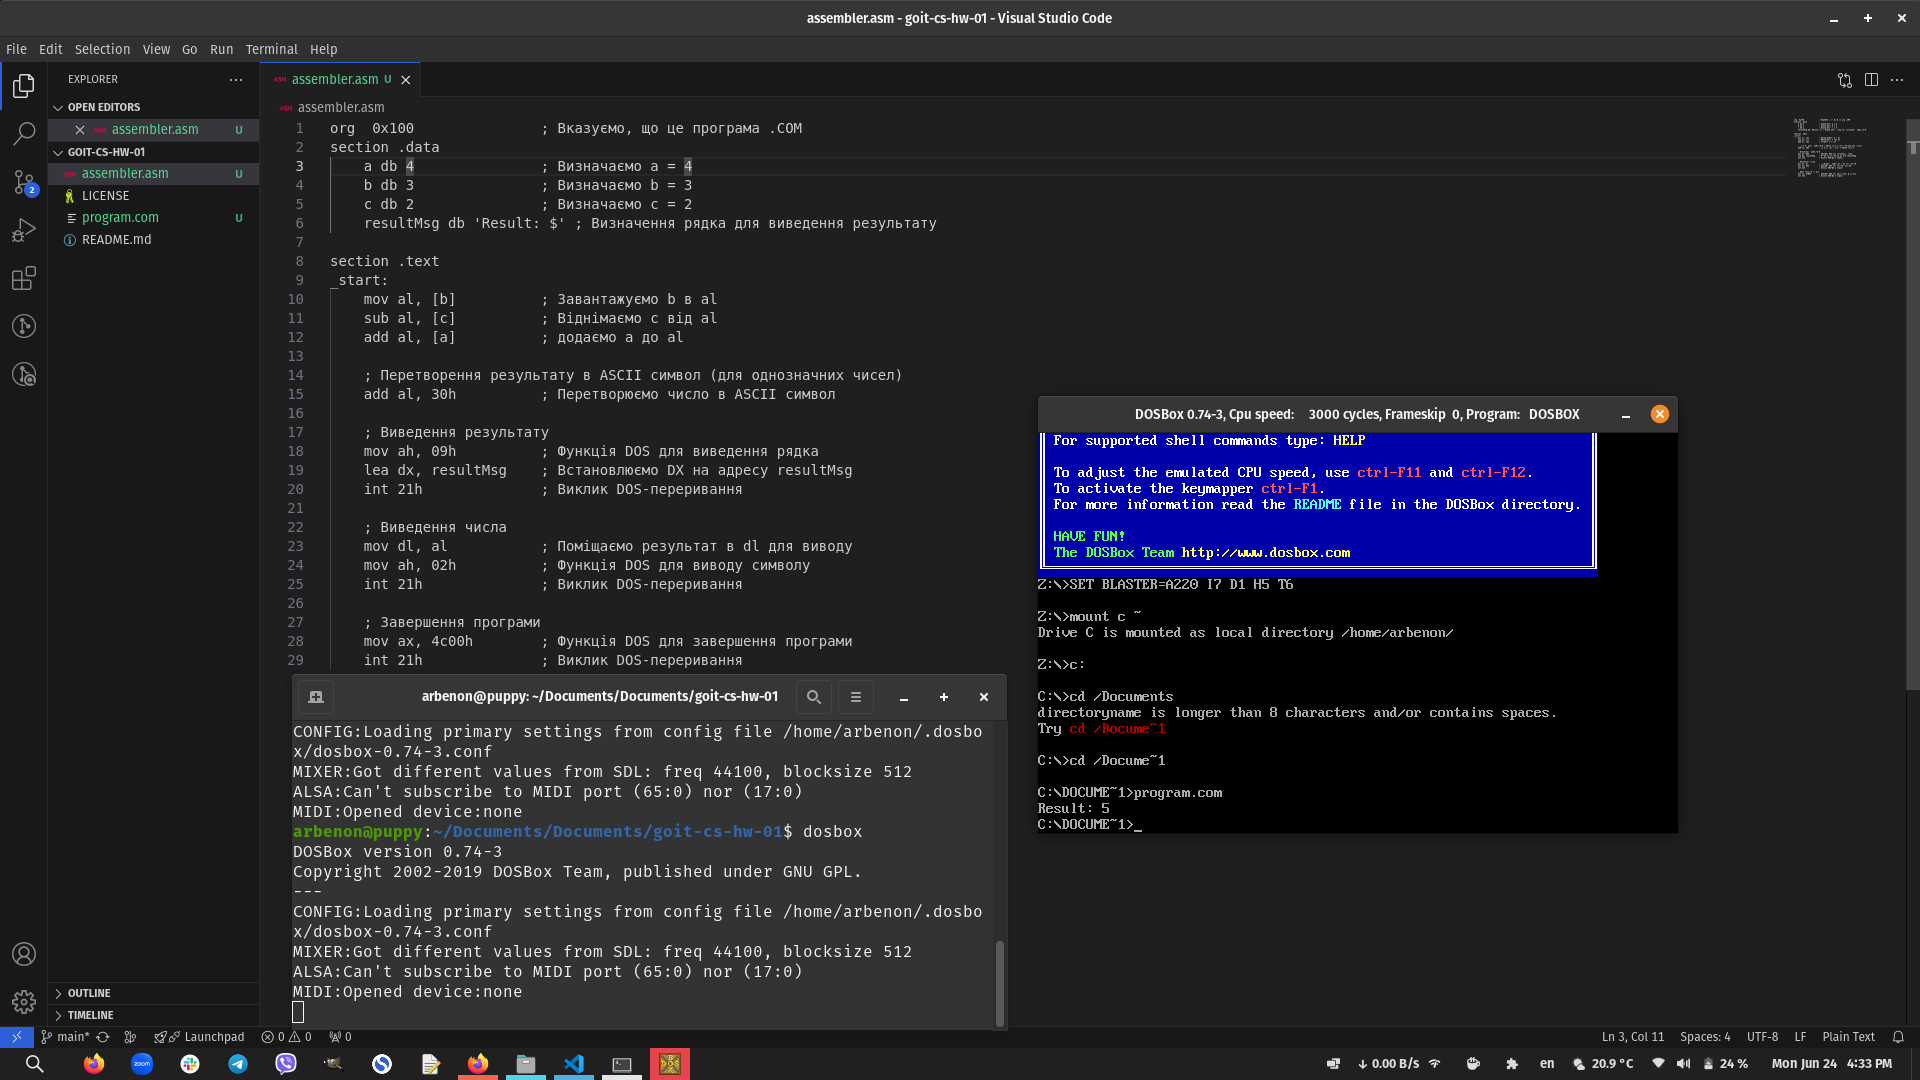 assembler.asm - goit-cs-hw-01 - Visual Studio Code
File Edit Selection View Go Run Terminal Help
EXPLORER
OPEN EDITORS
assembler.asm U
GOIT-CS-HW-01
assembler.asm U
LICENSE
program.com U
README.md
OUTLINE
TIMELINE
2
assembler.asm U
assembler.asm
1 org  0x100               ; Вказуємо, що це програма .COM
2 section .data
3     a db 4               ; Визначаємо a = 4
4     b db 3               ; Визначаємо b = 3
5     c db 2               ; Визначаємо c = 2
6     resultMsg db 'Result: $' ; Визначення рядка для виведення результату
7
8 section .text
9 _start:
10     mov al, [b]          ; Завантажуємо b в al
11     sub al, [c]          ; Віднімаємо c від al
12     add al, [a]          ; додаємо a до al
13
14     ; Перетворення результату в ASCII символ (для однозначних чисел)
15     add al, 30h          ; Перетворюємо число в ASCII символ
16
17     ; Виведення результату
18     mov ah, 09h          ; Функція DOS для виведення рядка
19     lea dx, resultMsg    ; Встановлюємо DX на адресу resultMsg
20     int 21h              ; Виклик DOS-переривання
21
22     ; Виведення числа
23     mov dl, al           ; Поміщаємо результат в dl для виводу
24     mov ah, 02h          ; Функція DOS для виводу символу
25     int 21h              ; Виклик DOS-переривання
26
27     ; Завершення програми
28     mov ax, 4c00h        ; Функція DOS для завершення програми
29     int 21h              ; Виклик DOS-переривання
arbenon@puppy: ~/Documents/Documents/goit-cs-hw-01
CONFIG:Loading primary settings from config file /home/arbenon/.dosbo
x/dosbox-0.74-3.conf
MIXER:Got different values from SDL: freq 44100, blocksize 512
ALSA:Can't subscribe to MIDI port (65:0) nor (17:0)
MIDI:Opened device:none
arbenon@puppy:~/Documents/Documents/goit-cs-hw-01$ dosbox
DOSBox version 0.74-3
Copyright 2002-2019 DOSBox Team, published under GNU GPL.
---
CONFIG:Loading primary settings from config file /home/arbenon/.dosbo
x/dosbox-0.74-3.conf
MIXER:Got different values from SDL: freq 44100, blocksize 512
ALSA:Can't subscribe to MIDI port (65:0) nor (17:0)
MIDI:Opened device:none
DOSBox 0.74-3, Cpu speed:    3000 cycles, Frameskip  0, Program:   DOSBOX
For supported shell commands type: HELP
To adjust the emulated CPU speed, use ctrl-F11 and ctrl-F12.
To activate the keymapper ctrl-F1.
For more information read the README file in the DOSBox directory.
HAVE FUN!
The DOSBox Team http://www.dosbox.com
Z:\>SET BLASTER=A220 I7 D1 H5 T6
Z:\>mount c ~
Drive C is mounted as local directory /home/arbenon/
Z:\>c:
C:\>cd /Documents
directoryname is longer than 8 characters and/or contains spaces.
Try cd /Docume~1
C:\>cd /Docume~1
C:\DOCUME~1>program.com
Result: 5
C:\DOCUME~1>_
main* Launchpad 0 0 0
Ln 3, Col 11 Spaces: 4 UTF-8 LF Plain Text
zoom
DOS
0.00 B/s en 20.9 °C 24 % Mon Jun 24 4:33 PM